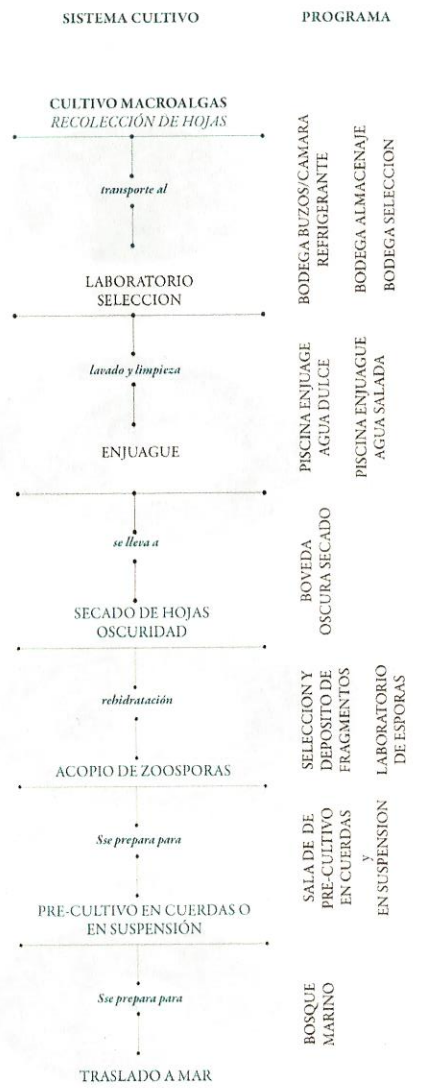 SISTEMA CULTIVO
PROGRAMA
CULTIVO MACROALGAS
RECOLECCIÓN DE HOJAS
transporte al
LABORATORIO
SELECCION
BODEGA BUZOS/CAMARA
REFRIGERANTE
BODEGA ALMACENAJE
BODEGA SELECCION
lavado y limpieza
ENJUAGUE
PISCINA ENJUAGE
AGUA DULCE
PISCINA ENJUAGUE
AGUA SALADA
se lleva a
SECADO DE HOJAS
OSCURIDAD
BOVEDA
OSCURA SECADO
rehidratación
ACOPIO DE ZOOSPORAS
SELECCION Y
DEPOSITO DE
FRAGMENTOS
LABORATORIO
DE ESPORAS
Sse prepara para
PRE-CULTIVO EN CUERDAS O
EN SUSPENSIÓN
SALA DE DE
PRE-CULTIVO
EN CUERDAS
y
EN SUSPENSION
Sse prepara para
TRASLADO A MAR
BOSQUE
MARINO